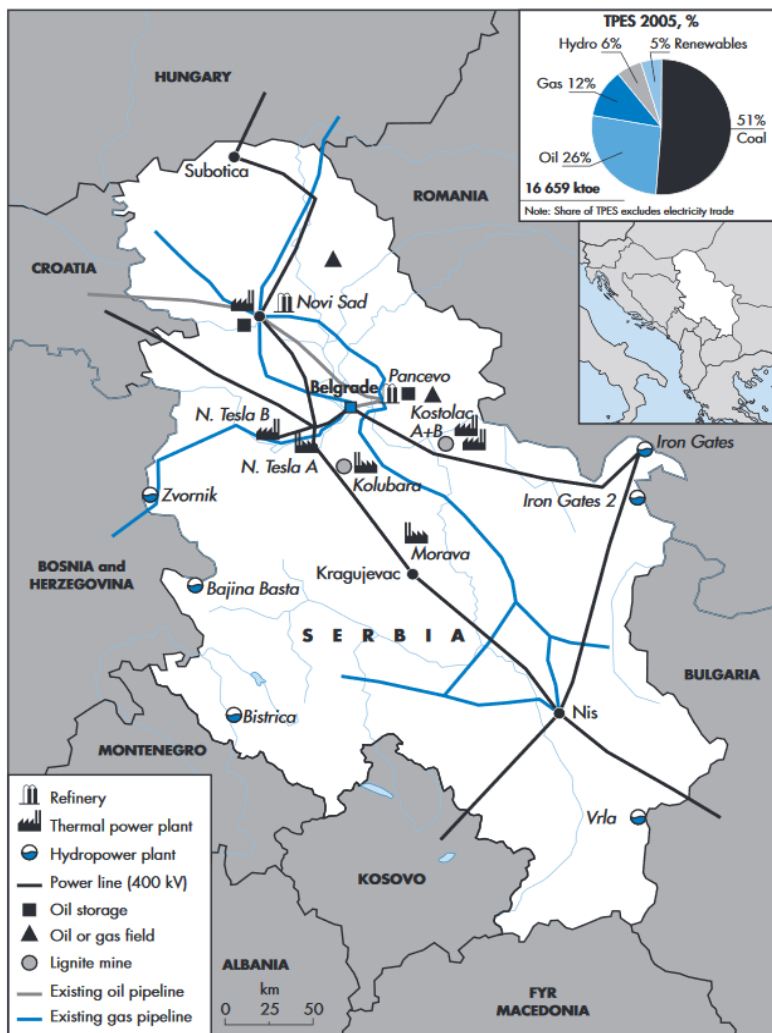 TPES 2005, %
Hydro 6%
5% Renewables
Gas 12%
51%
Coal
Oil 26%
16 659 ktoe
Note: Share of TPES excludes electricity trade
HUNGARY
Subotica
ROMANIA
CROATIA
Novi Sad
Pancevo
Belgrade
Kostolac
A+B
N. Tesla B
N. Tesla A
Kolubara
Iron Gates
Iron Gates 2
Zvornik
Morava
BOSNIA and
HERZEGOVINA
Kragujevac
Bajina Basta
SERBIA
BULGARIA
Bistrica
Nis
MONTENEGRO
Vrla
KOSOVO
ALBANIA
FYR
MACEDONIA
Refinery
Thermal power plant
Hydropower plant
Power line (400 kV)
Oil storage
Oil or gas field
Lignite mine
Existing oil pipeline
Existing gas pipeline
km
0 25 50